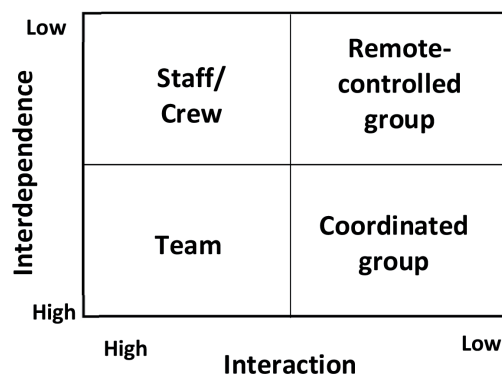 Low
Interdependence
High
Staff/
Crew
Remote-
controlled
group
Team
Coordinated
group
High
Low
Interaction